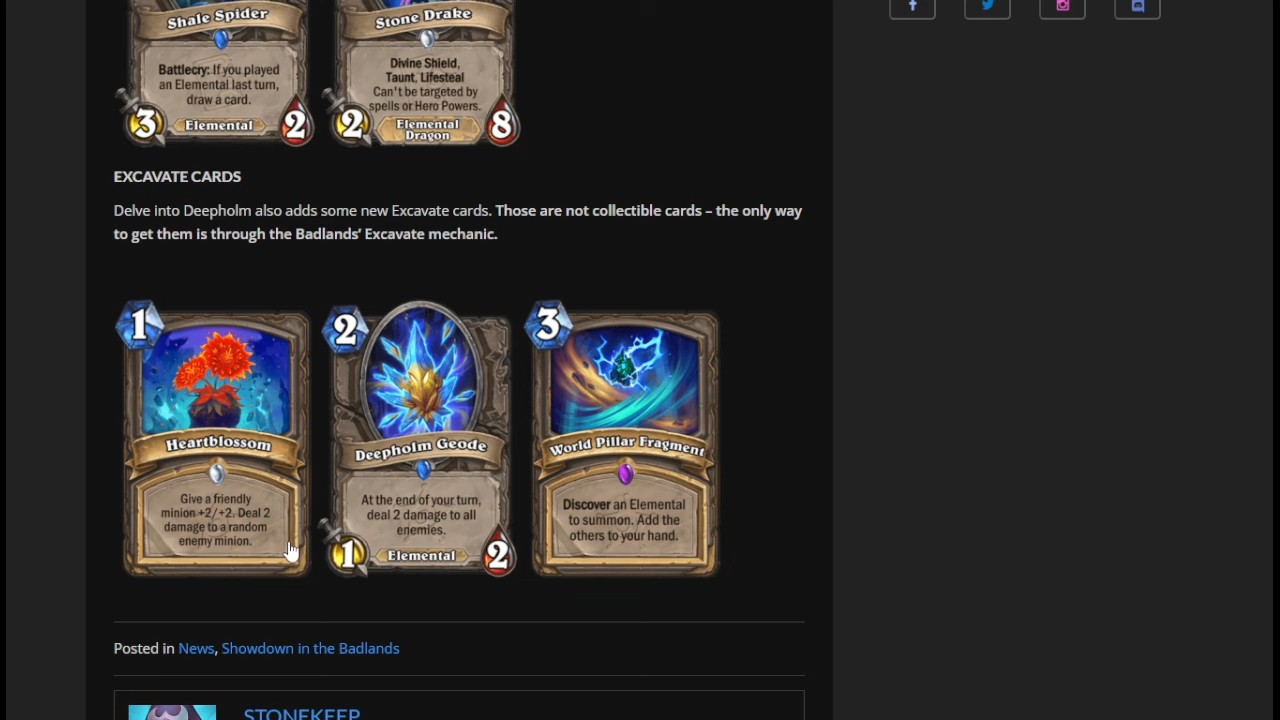 Shale Spider
Battlecry: If you played
an Elemental last turn,
draw a card.
3
Elemental
2
Stone Drake
Divine Shield,
Taunt, Lifesteal
Can't be targeted by
spells or Hero Powers.
2
Elemental
Dragon
8
EXCAVATE CARDS
Delve into Deepholm also adds some new Excavate cards. Those are not collectible cards – the only way
to get them is through the Badlands’ Excavate mechanic.
1
Heartblossom
Give a friendly
minion +2/+2. Deal 2
damage to a random
enemy minion.
2
Deepholm Geode
At the end of your turn,
deal 2 damage to all
enemies.
1
Elemental
2
3
World Pillar Fragment
Discover an Elemental
to summon. Add the
others to your hand.
Posted in News, Showdown in the Badlands
STONEKEEP